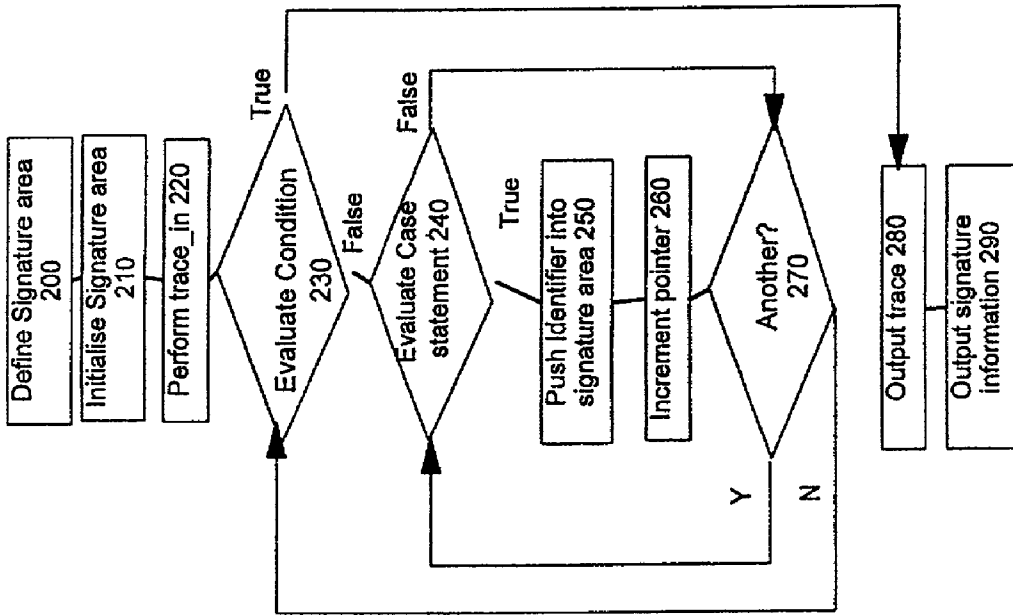 Define Signature area
200
Initialise Signature area
210
Perform trace_in 220
True
Evaluate Condition
230
False
Evaluate Case
statement 240
False
True
Push Identifier into
signature area 250
Increment pointer 260
Another?
270
Y
N
Output trace 280
Output signature
information 290